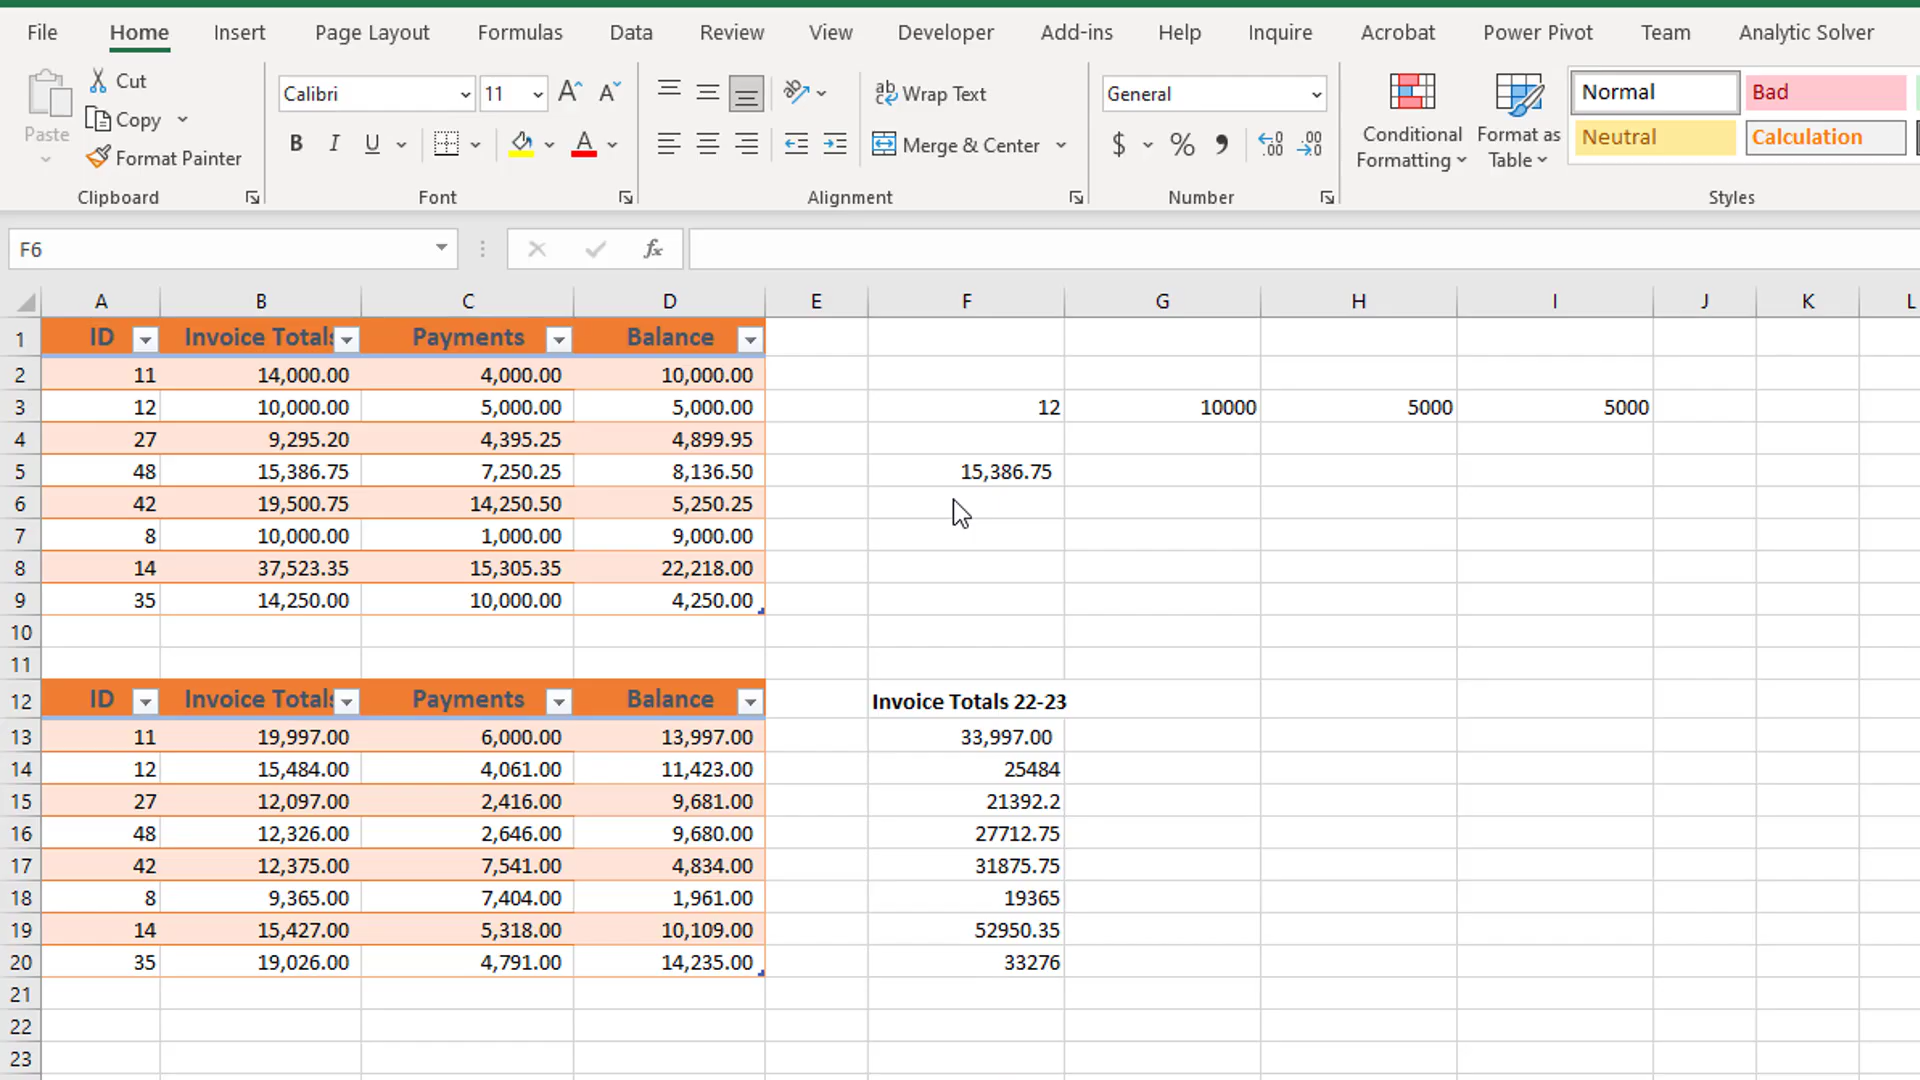 File Home Insert Page Layout Formulas Data Review View Developer Add-ins Help Inquire Acrobat Power Pivot Team Analytic Solver
Paste
Cut
Copy
Format Painter
Clipboard
Calibri 11
B I U A
Font
ab Wrap Text
Merge & Center
Alignment
General
$ % ,
Number
Conditional Formatting
Format as Table
Normal Bad
Neutral Calculation
Styles
F6 fx
A B C D E F G H I J K L
1 ID Invoice Totals Payments Balance
2 11 14,000.00 4,000.00 10,000.00
3 12 10,000.00 5,000.00 5,000.00 12 10000 5000 5000
4 27 9,295.20 4,395.25 4,899.95
5 48 15,386.75 7,250.25 8,136.50 15,386.75
6 42 19,500.75 14,250.50 5,250.25
7 8 10,000.00 1,000.00 9,000.00
8 14 37,523.35 15,305.35 22,218.00
9 35 14,250.00 10,000.00 4,250.00
10
11
12 ID Invoice Totals Payments Balance Invoice Totals 22-23
13 11 19,997.00 6,000.00 13,997.00 33,997.00
14 12 15,484.00 4,061.00 11,423.00 25484
15 27 12,097.00 2,416.00 9,681.00 21392.2
16 48 12,326.00 2,646.00 9,680.00 27712.75
17 42 12,375.00 7,541.00 4,834.00 31875.75
18 8 9,365.00 7,404.00 1,961.00 19365
19 14 15,427.00 5,318.00 10,109.00 52950.35
20 35 19,026.00 4,791.00 14,235.00 33276
21
22
23